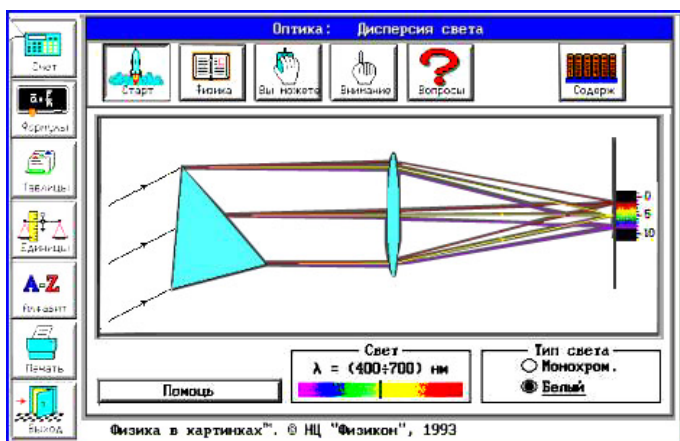 Оптика: Дисперсия света
Счет
Формулы
Таблицы
Единицы
A-Z
Алфавит
Печать
Выход
Старт
Физика
Вы можете
Внимание
Вопросы
Содерж
0
5
10
Свет
λ = (400÷700) нм
Тип света
Монохром.
Белый
Помощь
Физика в картинках™. © НЦ "Физикон", 1993